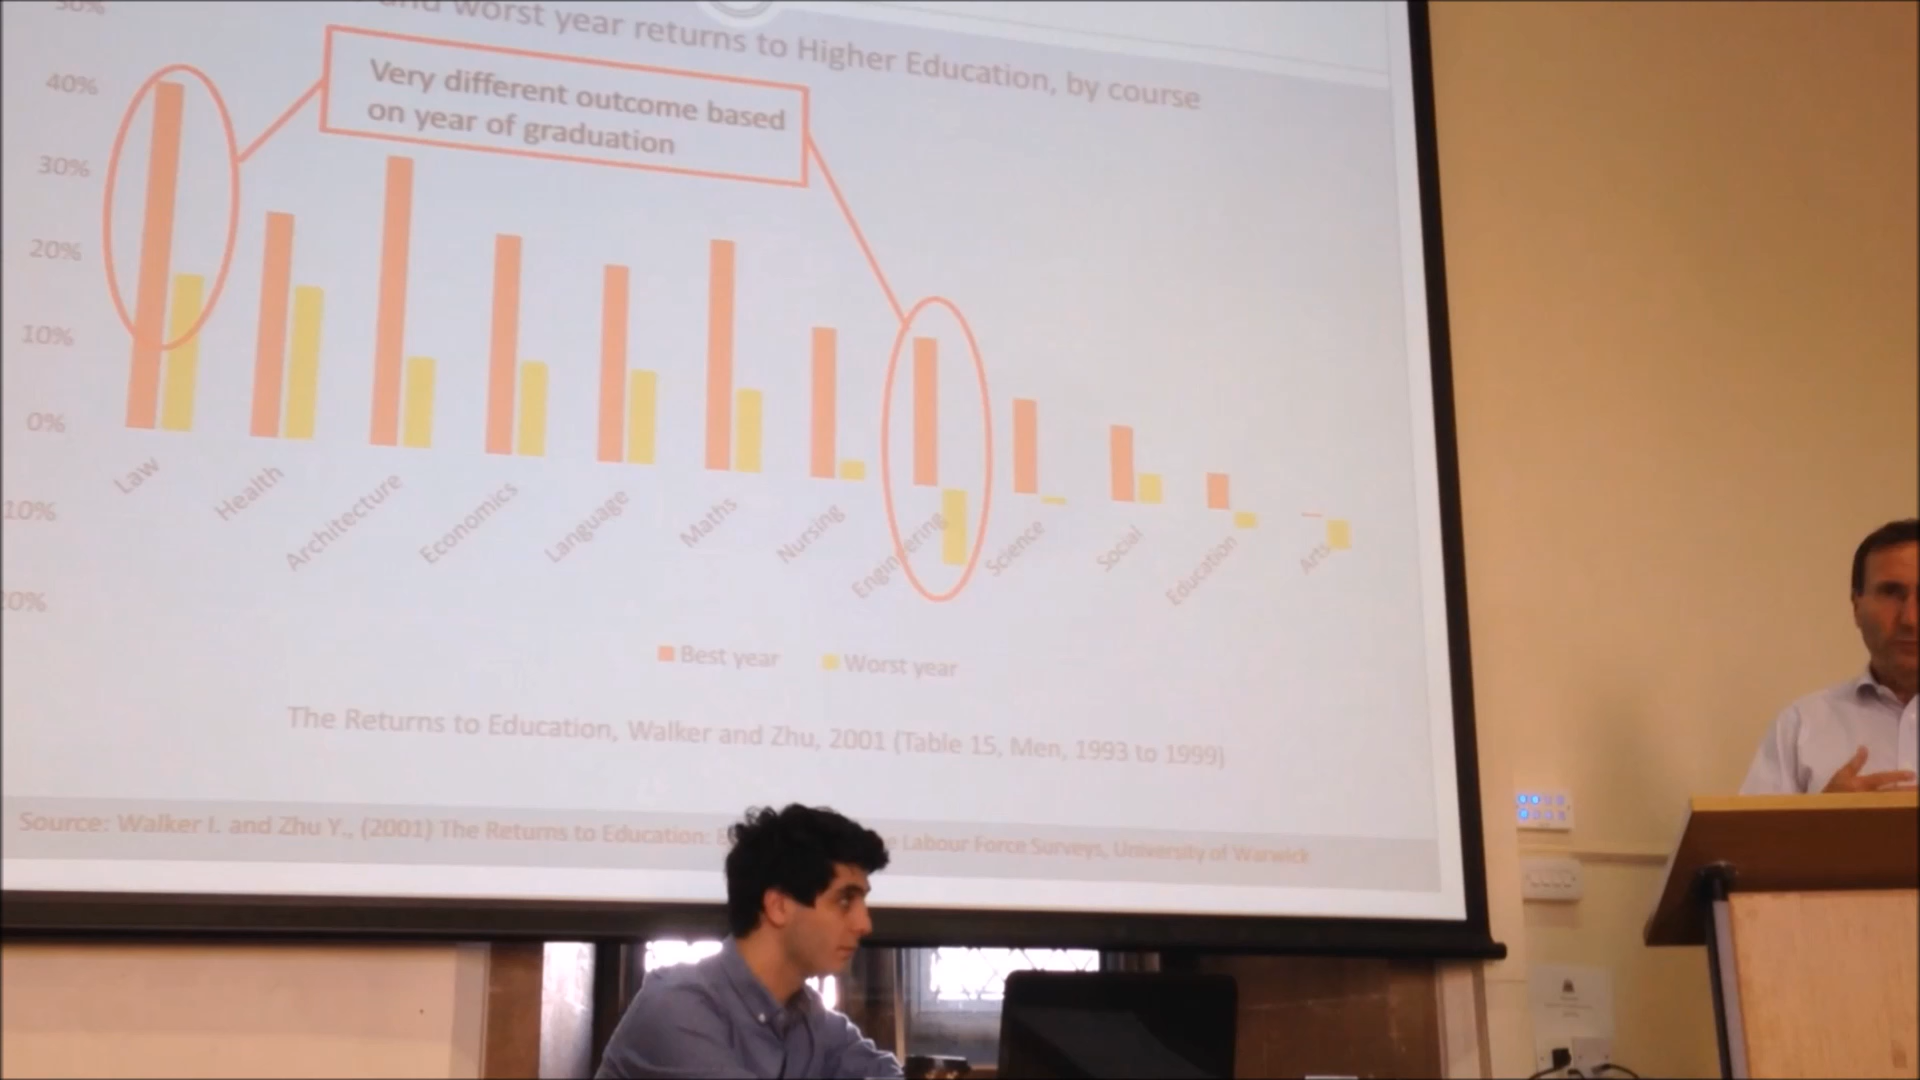 and worst year returns to Higher Education, by course
50%
40%
30%
20%
10%
0%
10%
Very different outcome based
on year of graduation
Law
Health
Architecture
Economics
Language
Maths
Nursing
Engineering
Science
Social
Education
Arts
Best year
Worst year
The Returns to Education, Walker and Zhu, 2001 (Table 15, Men, 1993 to 1999)
Source: Walker I. and Zhu Y., (2001) The Returns to Education: Labour Force Surveys, University of Warwick